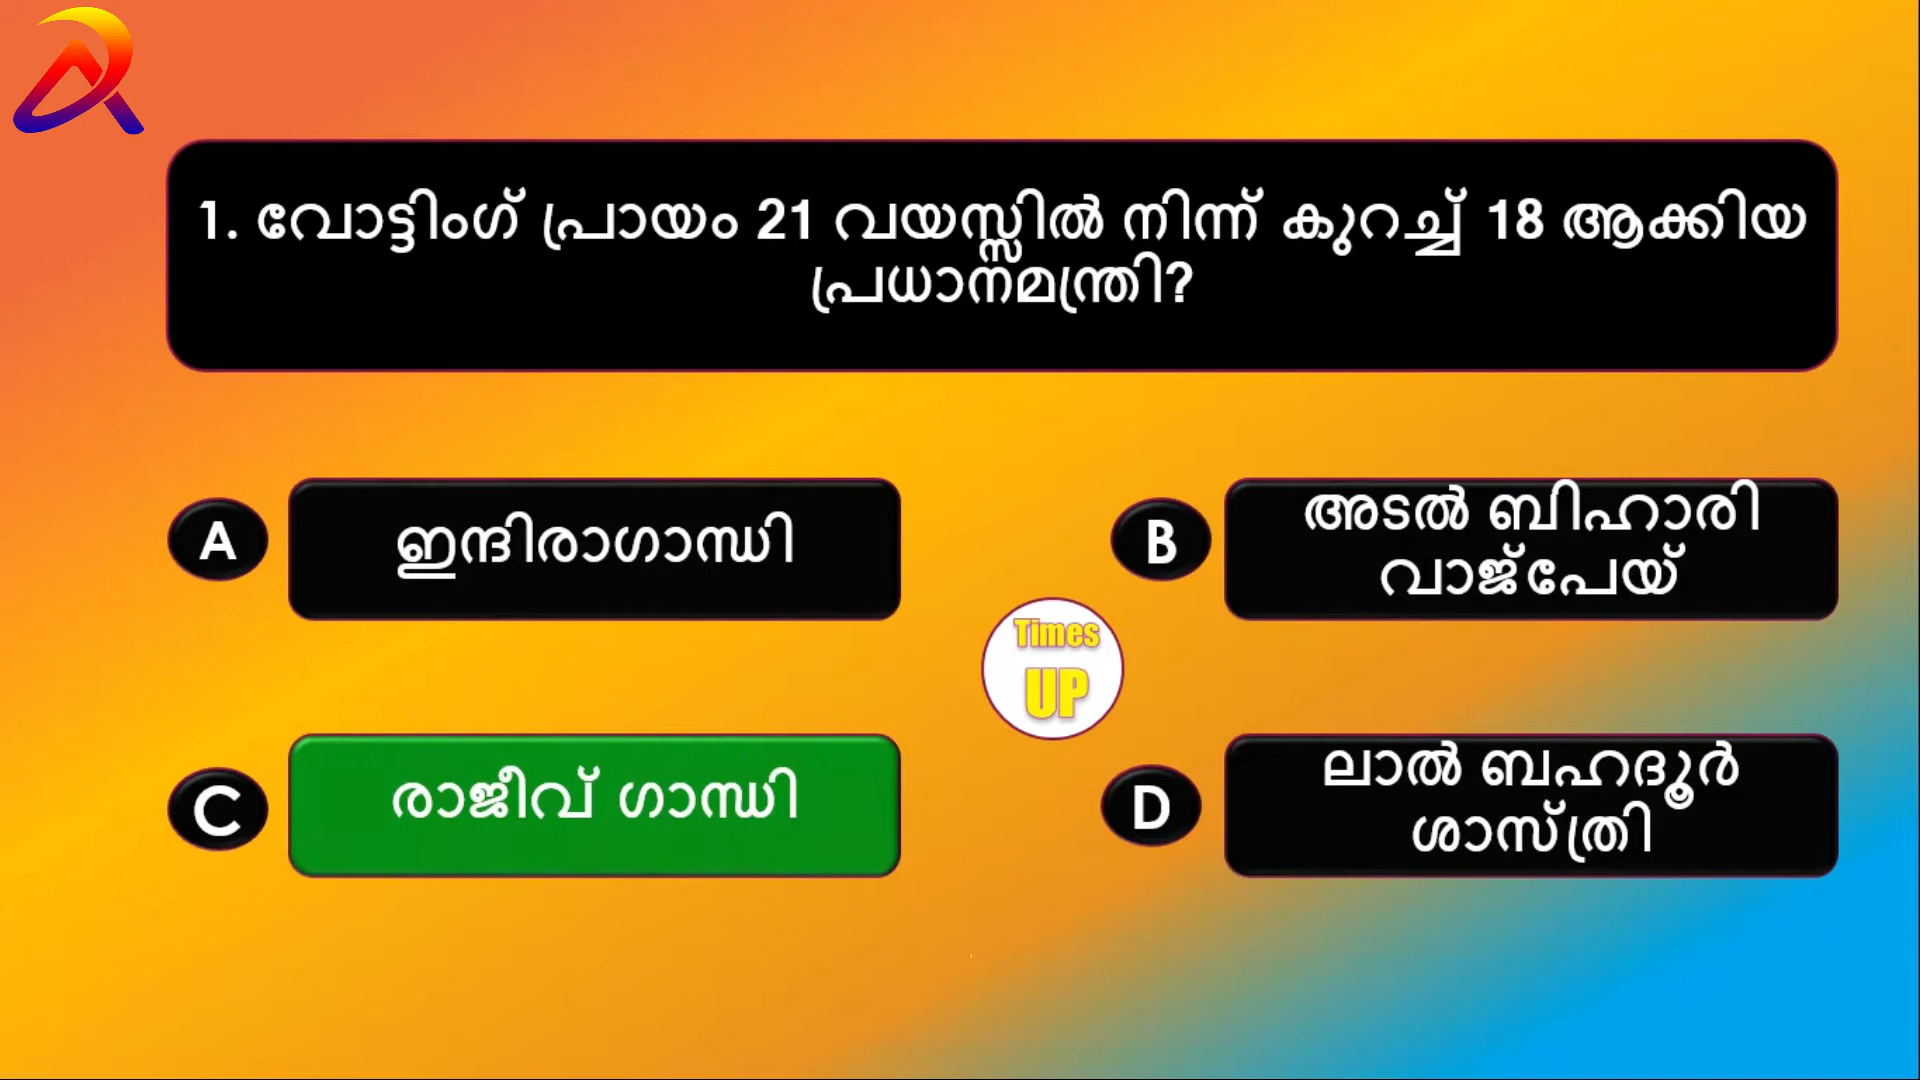 1. വോട്ടിംഗ് പ്രായം 21 വയസ്സിൽ നിന്ന് കുറച്ച് 18 ആക്കിയ
പ്രധാനമന്ത്രി?
A
ഇന്ദിരാഗാന്ധി
B
അടൽ ബിഹാരി
വാജ്പേയ്
Times
UP
C
രാജീവ് ഗാന്ധി
D
ലാൽ ബഹദൂർ
ശാസ്ത്രി